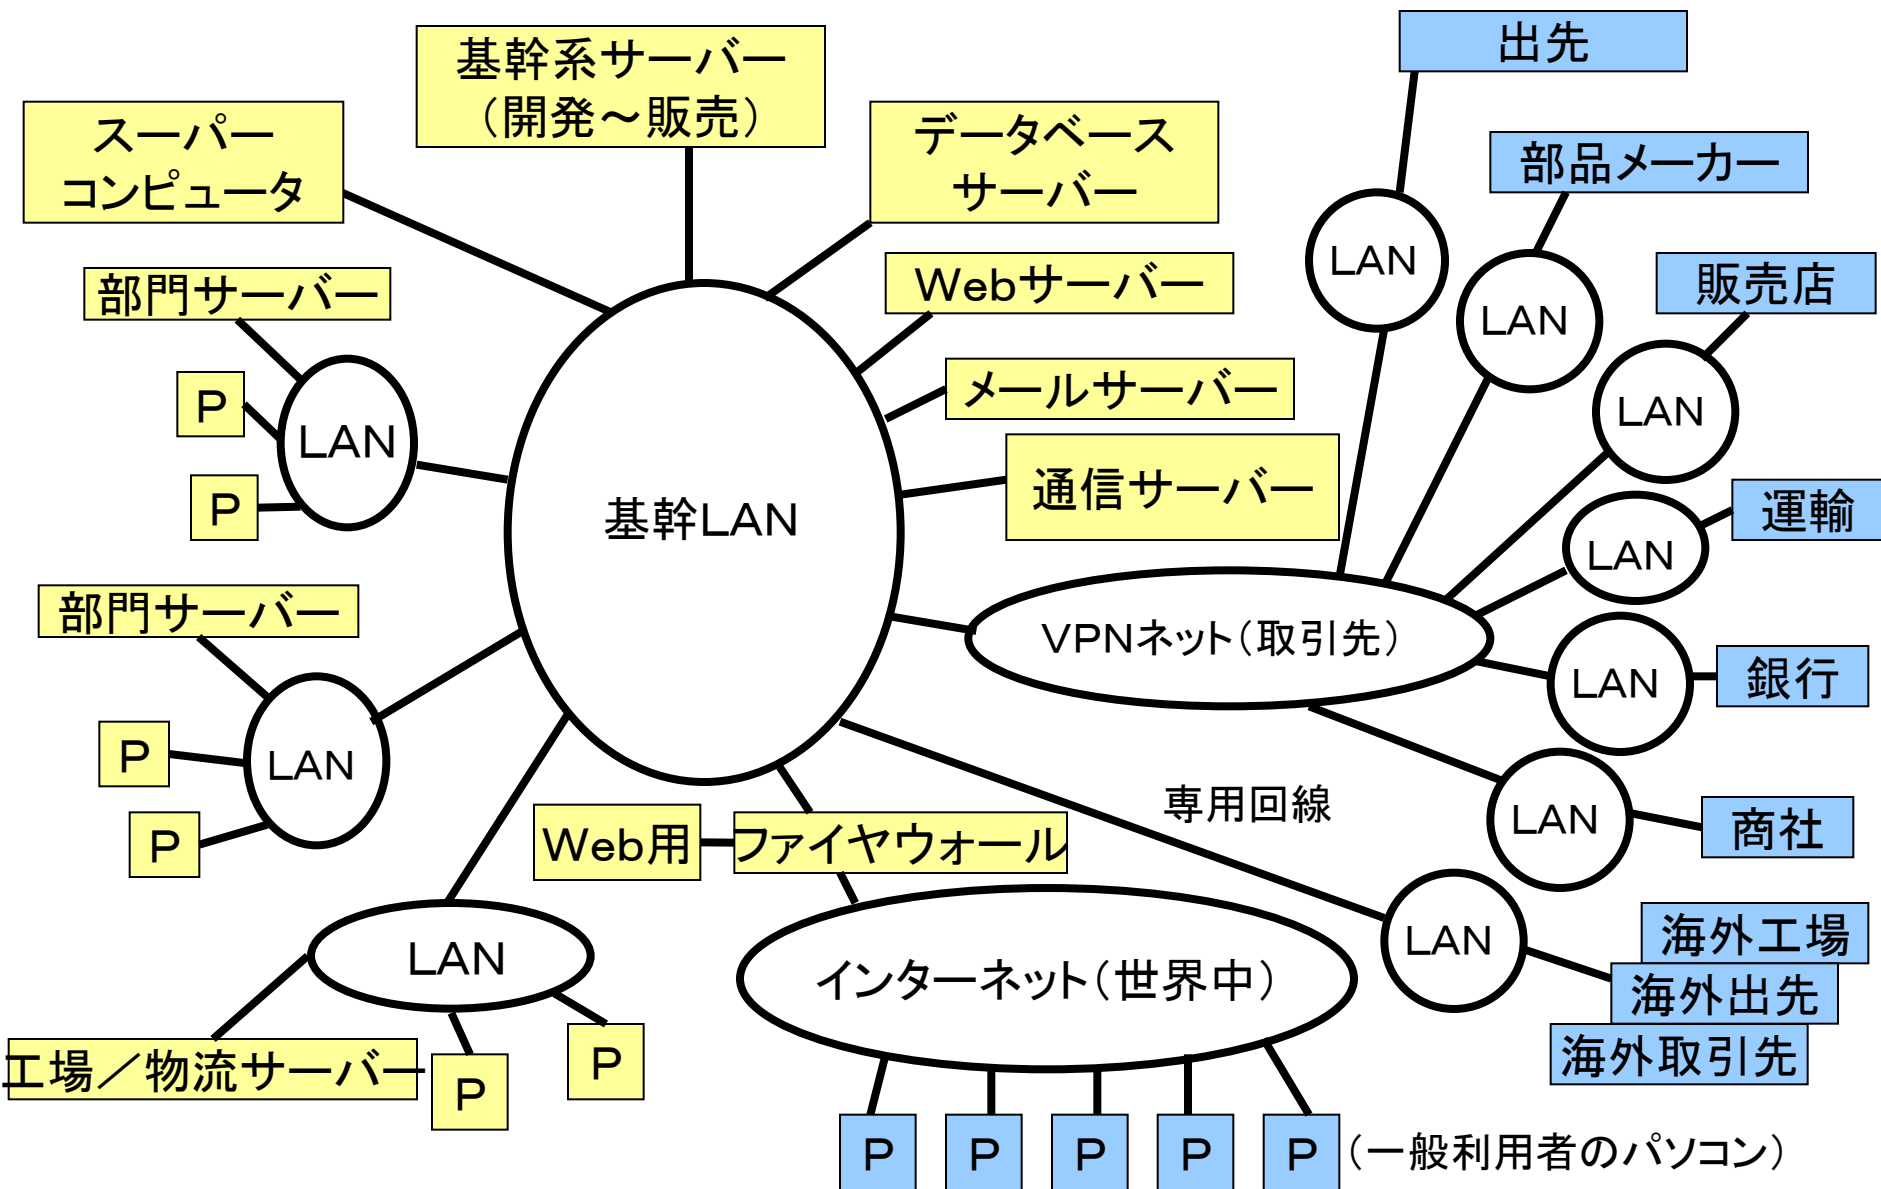 出先
基幹系サーバー
（開発～販売）
スーパー
コンピュータ
データベース
サーバー
部品メーカー
LAN
部門サーバー
Webサーバー
販売店
LAN
P
メールサーバー
LAN
LAN
P
通信サーバー
基幹LAN
運輸
LAN
部門サーバー
VPNネット（取引先）
銀行
LAN
P
LAN
P
専用回線
Web用
ファイヤウォール
LAN
商社
LAN
インターネット（世界中）
LAN
海外工場
海外出先
海外取引先
工場／物流サーバー
P
P
P
P
P
P
P
（一般利用者のパソコン）